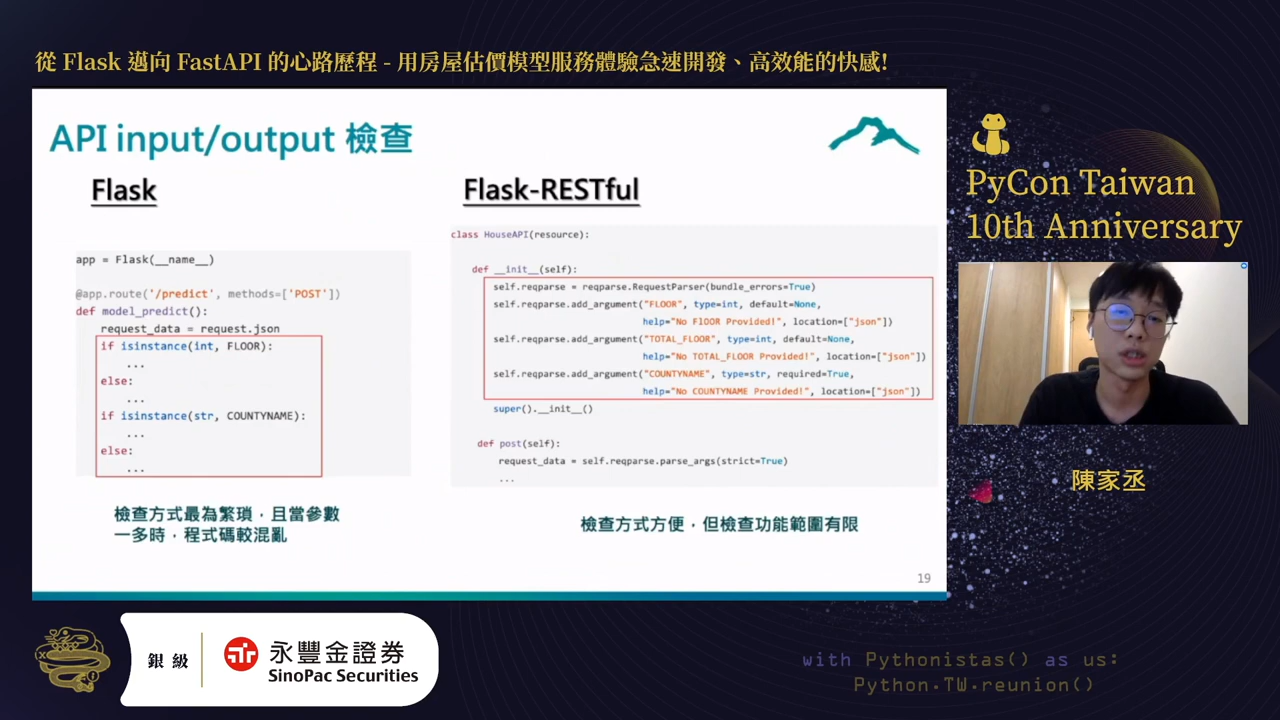 從 Flask 邁向 FastAPI 的心路歷程 - 用房屋估價模型服務體驗急速開發、高效能的快感!
API input/output 檢查
Flask
app = Flask(__name__)
@app.route('/predict', methods=['POST'])
def model_predict():
request_data = request.json
if isinstance(int, FLOOR):
...
else:
...
if isinstance(str, COUNTYNAME):
...
else:
...
檢查方式最為繁瑣，且當參數
一多時，程式碼較混亂
Flask-RESTful
class HouseAPI(resource):
def __init__(self):
self.reqparse = reqparse.RequestParser(bundle_errors=True)
self.reqparse.add_argument("FLOOR", type=int, default=None,
help="No FlOOR Provided!", location=["json"])
self.reqparse.add_argument("TOTAL_FLOOR", type=int, default=None,
help="No TOTAL_FLOOR Provided!", location=["json"])
self.reqparse.add_argument("COUNTYNAME", type=str, required=True,
help="No COUNTYNAME Provided!", location=["json"])
super().__init__()
def post(self):
request_data = self.reqparse.parse_args(strict=True)
...
檢查方式方便，但檢查功能範圍有限
19
PyCon Taiwan
10th Anniversary
陳家丞
銀級
永豐金證券
SinoPac Securities
with Pythonistas() as us:
Python.TW.reunion()